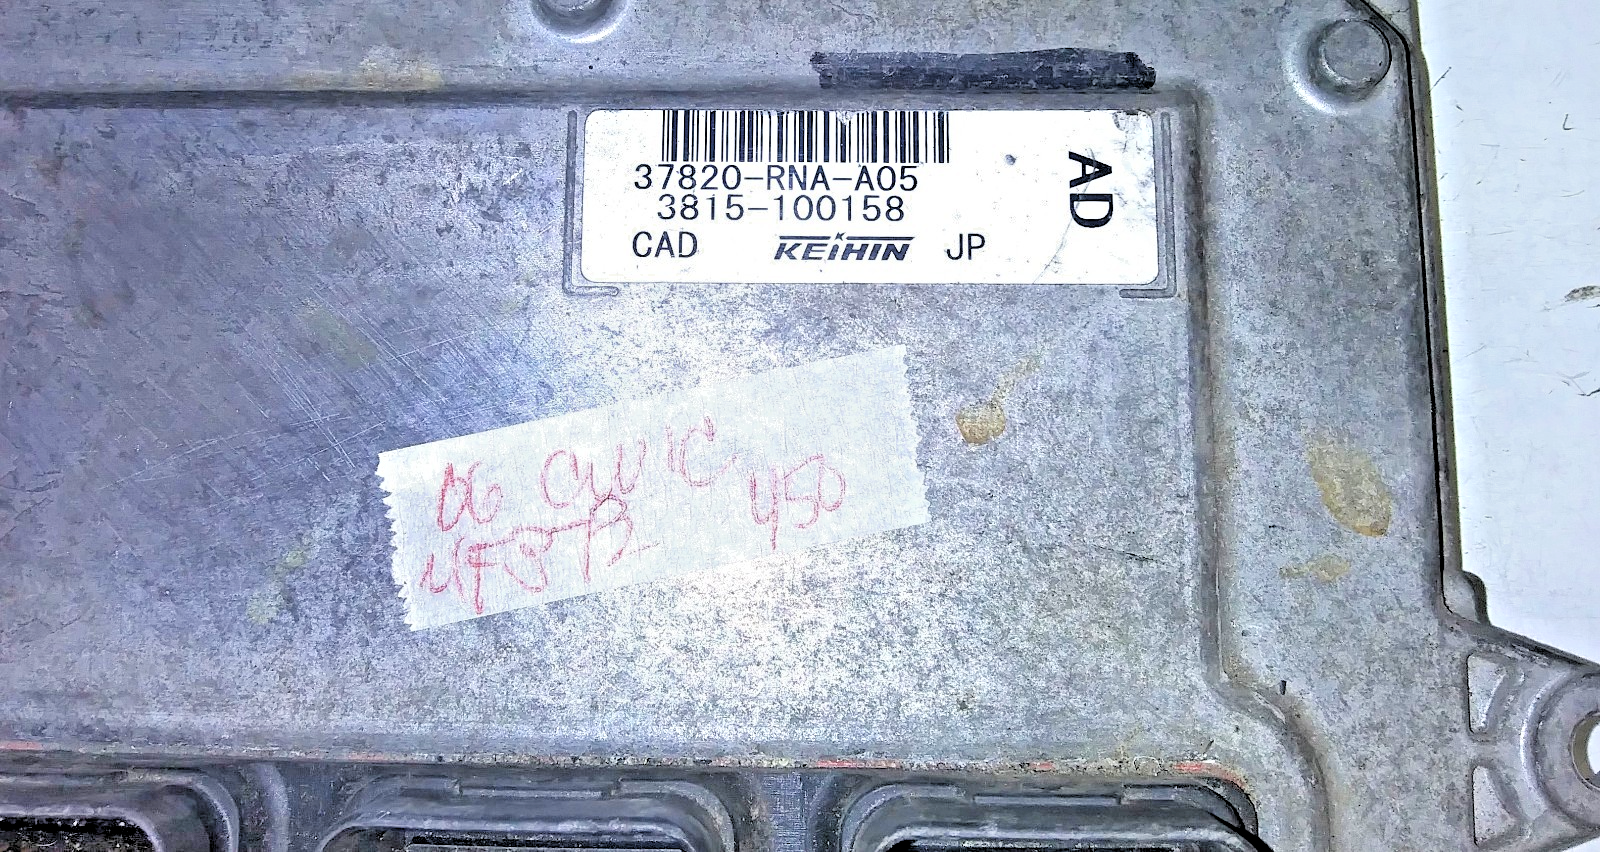 37820-RNA-A05
3815-100158
CAD KEIHIN JP
AD
06 CIVIC
450